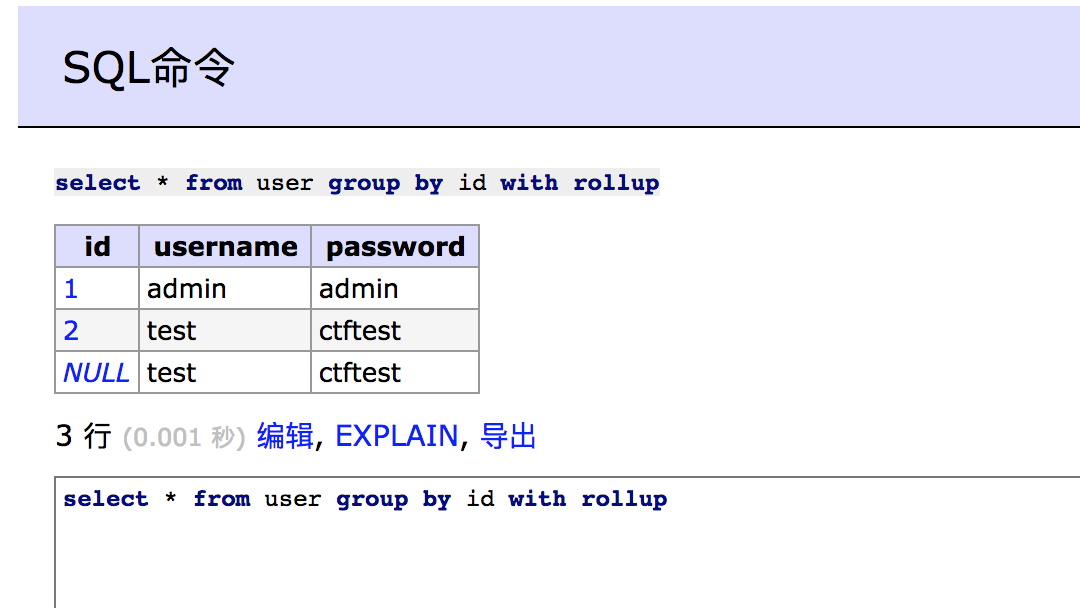 SQL命令
select * from user group by id with rollup
id username password
1 admin admin
2 test ctftest
NULL test ctftest
3 行 (0.001 秒) 编辑, EXPLAIN, 导出
select * from user group by id with rollup